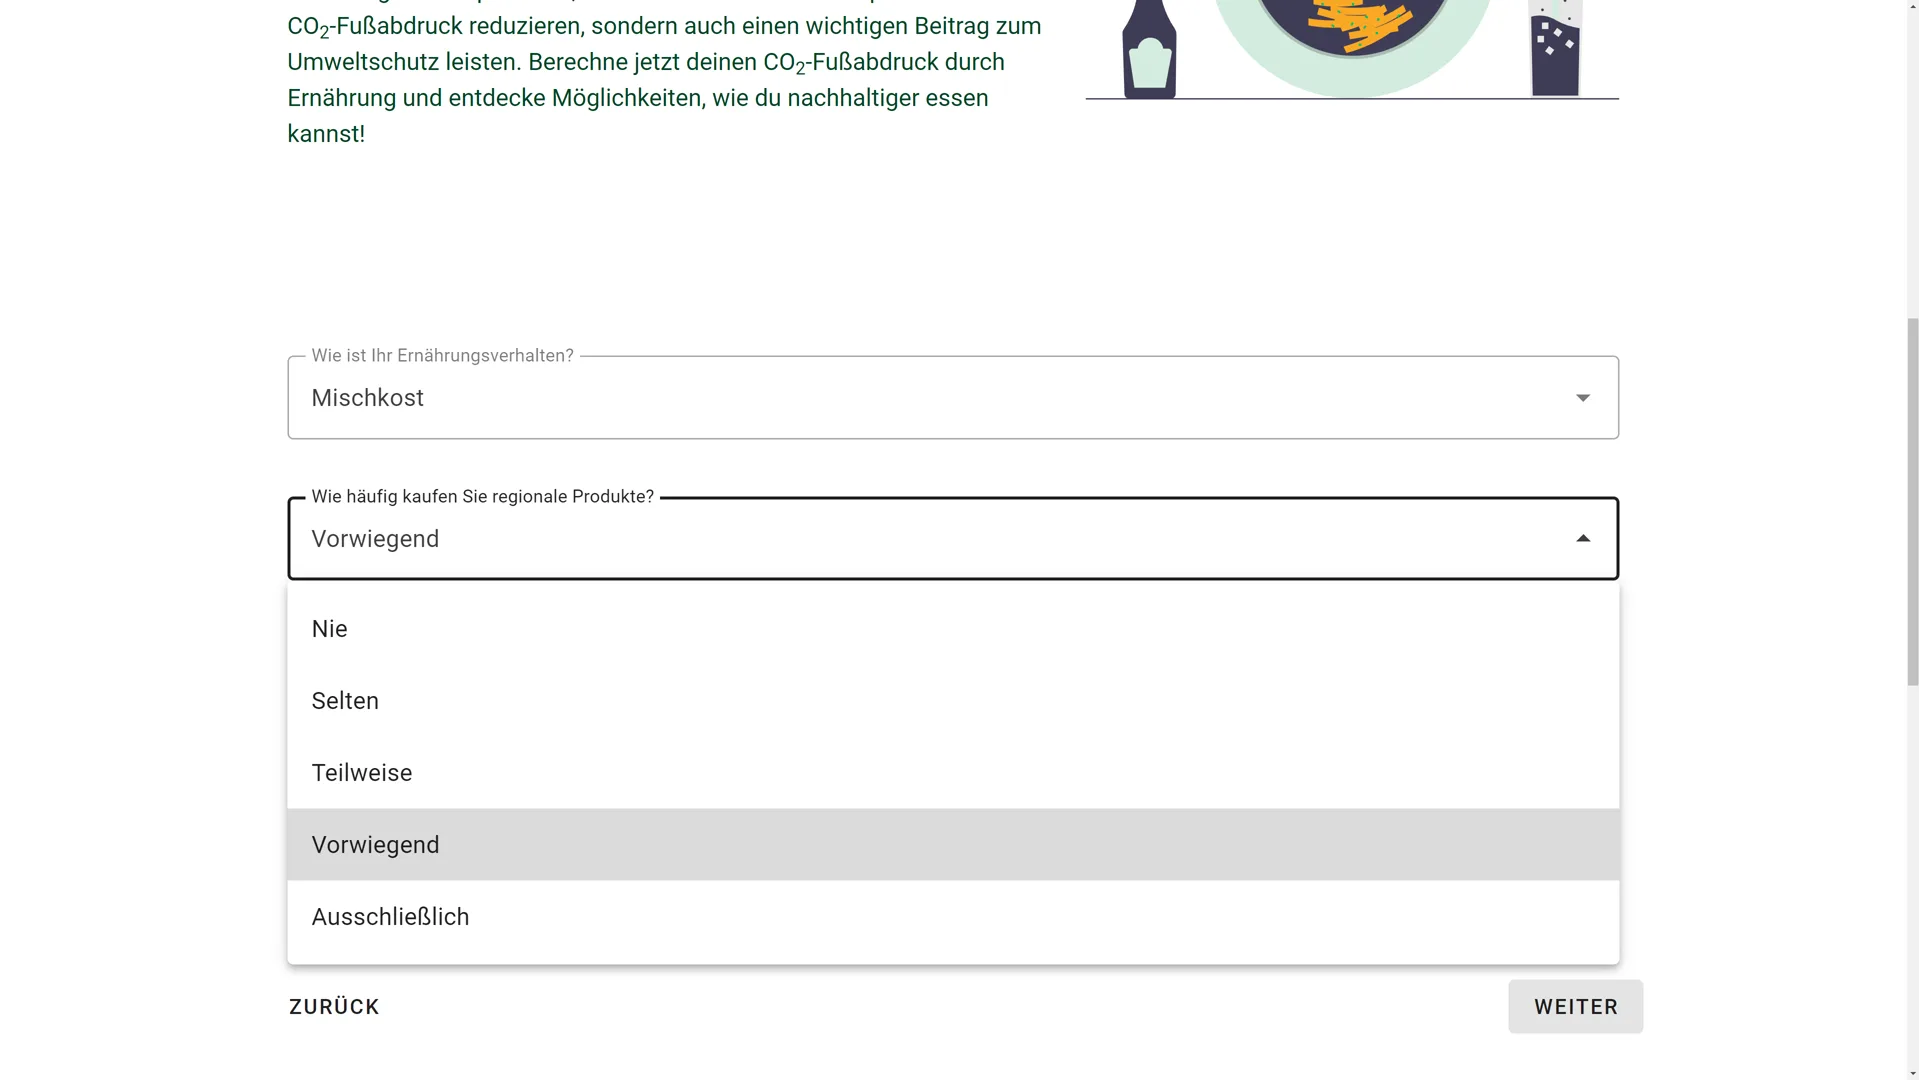 CO₂-Fußabdruck reduzieren, sondern auch einen wichtigen Beitrag zum
Umweltschutz leisten. Berechne jetzt deinen CO₂-Fußabdruck durch
Ernährung und entdecke Möglichkeiten, wie du nachhaltiger essen
kannst!
Wie ist Ihr Ernährungsverhalten?
Mischkost
Wie häufig kaufen Sie regionale Produkte?
Vorwiegend
Nie
Selten
Teilweise
Vorwiegend
Ausschließlich
ZURÜCK
WEITER